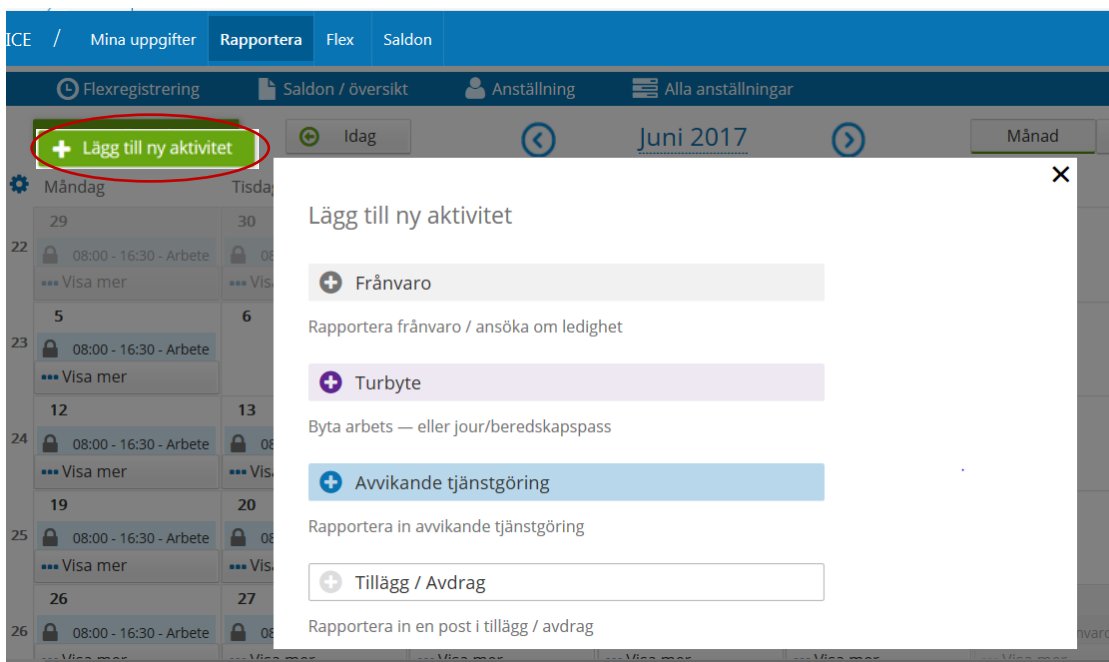 ICE / Mina uppgifter Rapportera Flex Saldon
Flexregistrering Saldon / översikt Anställning Alla anställningar
Lägg till ny aktivitet Idag Juni 2017 Månad
Måndag
Lägg till ny aktivitet
29 30
22 08:00 - 16:30 - Arbete
Visa mer
Frånvaro
Rapportera frånvaro / ansöka om ledighet
5 6
23 08:00 - 16:30 - Arbete
Visa mer
Turbyte
Byta arbets — eller jour/beredskapspass
12 13
24 08:00 - 16:30 - Arbete
Visa mer
Avvikande tjänstgöring
Rapportera in avvikande tjänstgöring
19 20
25 08:00 - 16:30 - Arbete
Visa mer
Tillägg / Avdrag
Rapportera in en post i tillägg / avdrag
26 27
26 08:00 - 16:30 - Arbete